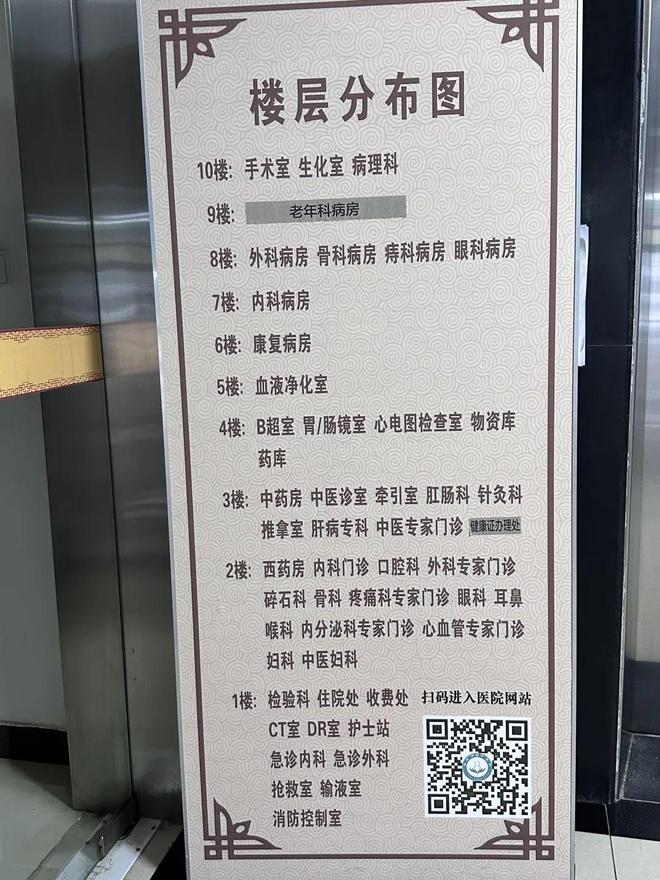 楼层分布图
10楼: 手术室 生化室 病理科
9楼: 老年科病房
8楼: 外科病房 骨科病房 痔科病房 眼科病房
7楼: 内科病房
6楼: 康复病房
5楼: 血液净化室
4楼: B超室 胃/肠镜室 心电图检查室 物资库
药库
3楼: 中药房 中医诊室 牵引室 肛肠科 针灸科
推拿室 肝病专科 中医专家门诊 健康证办理处
2楼: 西药房 内科门诊 口腔科 外科专家门诊
碎石科 骨科 疼痛科专家门诊 眼科 耳鼻
喉科 内分泌科专家门诊 心血管专家门诊
妇科 中医妇科
1楼: 检验科 住院处 收费处 扫码进入医院网站
CT室 DR室 护士站
急诊内科 急诊外科
抢救室 输液室
消防控制室